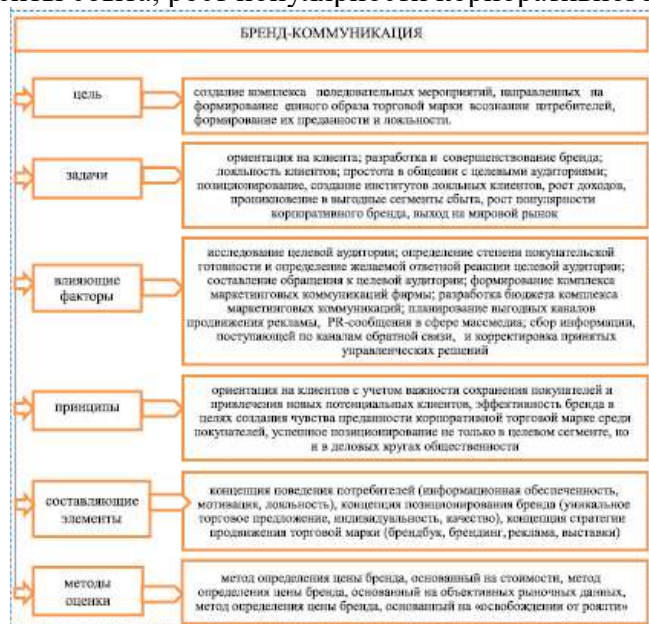 рост популярности корпоративного
БРЕНД-КОММУНИКАЦИЯ
цель
создание комплекса последовательных мероприятий, направленных на
формирование единого образа торговой марки всознании потребителей,
формирование их преданности и лояльности.
задачи
ориентация на клиента; разработка и совершенствование бренда;
лояльность клиентов; простота в общении с целевыми аудиториями;
позиционирование, создание институтов лояльных клиентов, рост доходов,
проникновение в выгодные сегменты сбыта, рост популярности
корпоративного бренда, выход на мировой рынок
влияющие
факторы
исследование целевой аудитории; определение степени покупательской
готовности и определение желаемой ответной реакции целевой аудитории;
составление обращения к целевой аудитории; формирование комплекса
маркетинговых коммуникаций фирмы; разработка бюджета комплекса
маркетинговых коммуникаций; планирование выгодных каналов
продвижения рекламы, PR-сообщения в сфере массмедиа; сбор информации,
поступающей по каналам обратной связи, и корректировка принятых
управленческих решений
принципы
ориентация на клиентов с учетом важности сохранения покупателей и
привлечения новых потенциальных клиентов, эффективность бренда в
целях создания чувства преданности корпоративной торговой марке среди
покупателей, успешное позиционирование не только в целевом сегменте, но
и в деловых кругах общественности
составляющие
элементы
концепция поведения потребителей (информационная обеспеченность,
мотивация, лояльность), концепция позиционирования бренда (уникальное
торговое предложение, индивидуальность, качество), концепция стратегии
продвижения торговой марки (брендбук, брендинг, реклама, выставки)
методы
оценки
метод определения цены бренда, основанный на стоимости, метод
определения цены бренда, основанный на объективных рыночных данных,
метод определения цены бренда, основанный на «освобождении от роялти»